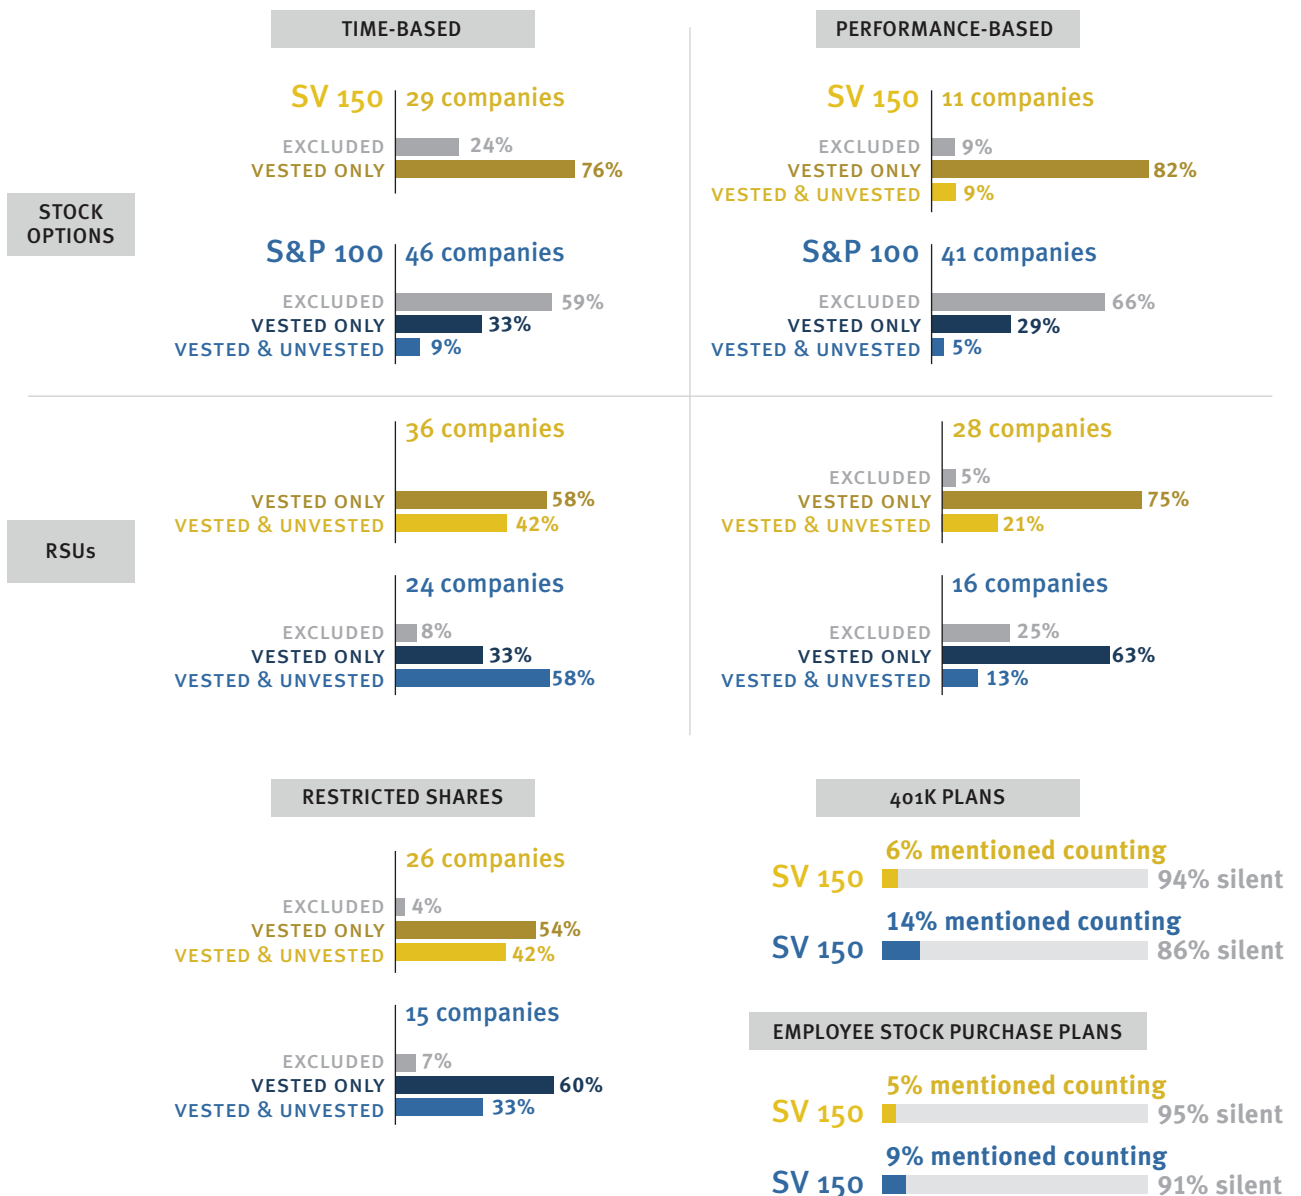 TIME-BASED
PERFORMANCE-BASED
STOCK
OPTIONS
SV 150 29 companies
EXCLUDED 24%
VESTED ONLY 76%
SV 150 11 companies
EXCLUDED 9%
VESTED ONLY 82%
VESTED & UNVESTED 9%
S&P 100 46 companies
EXCLUDED 59%
VESTED ONLY 33%
VESTED & UNVESTED 9%
S&P 100 41 companies
EXCLUDED 66%
VESTED ONLY 29%
VESTED & UNVESTED 5%
RSUs
36 companies
VESTED ONLY 58%
VESTED & UNVESTED 42%
28 companies
EXCLUDED 5%
VESTED ONLY 75%
VESTED & UNVESTED 21%
24 companies
EXCLUDED 8%
VESTED ONLY 33%
VESTED & UNVESTED 58%
16 companies
EXCLUDED 25%
VESTED ONLY 63%
VESTED & UNVESTED 13%
RESTRICTED SHARES
26 companies
EXCLUDED 4%
VESTED ONLY 54%
VESTED & UNVESTED 42%
15 companies
EXCLUDED 7%
VESTED ONLY 60%
VESTED & UNVESTED 33%
401K PLANS
6% mentioned counting
SV 150 94% silent
14% mentioned counting
SV 150 86% silent
EMPLOYEE STOCK PURCHASE PLANS
5% mentioned counting
SV 150 95% silent
9% mentioned counting
SV 150 91% silent